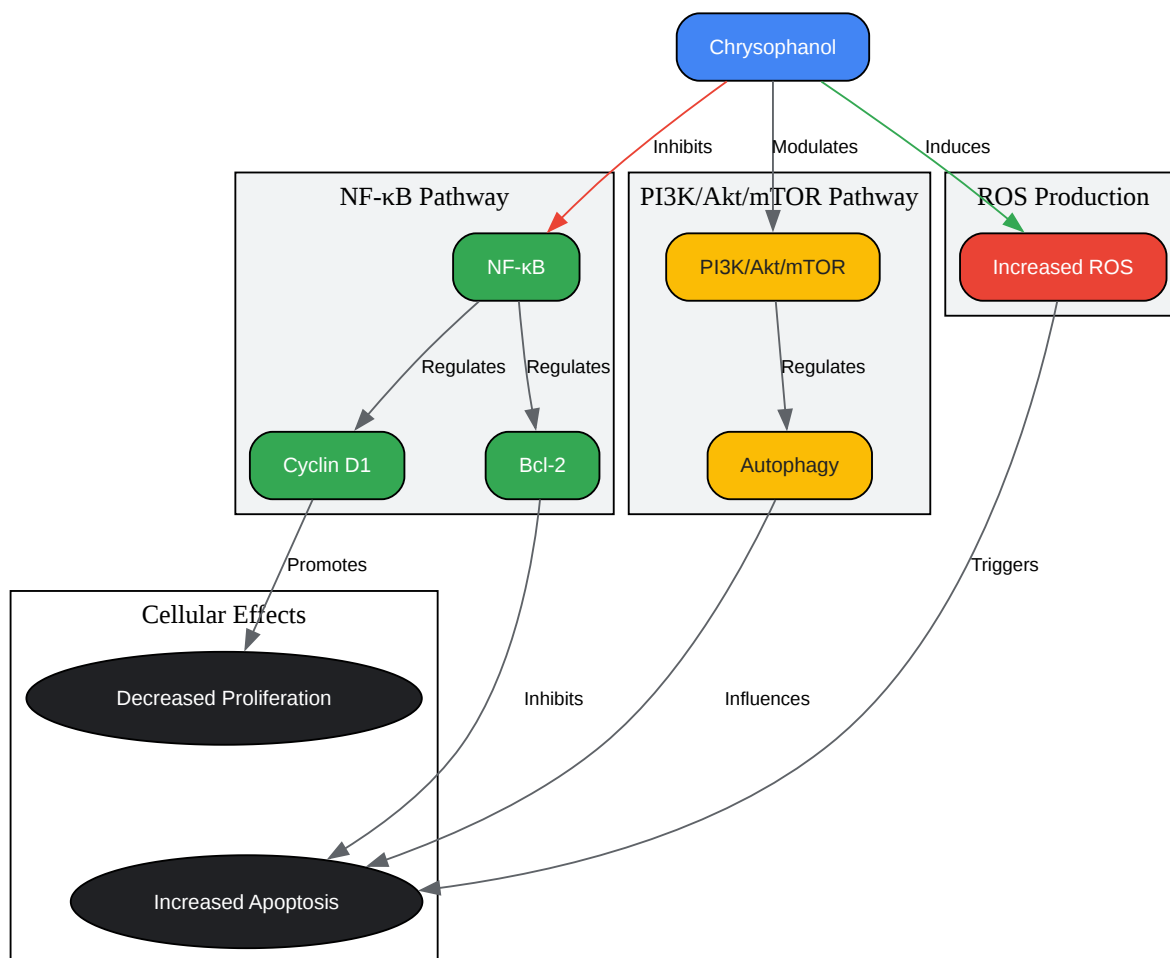 Chrysophanol
Inhibits
Modulates
Induces
NF-κB Pathway
PI3K/Akt/mTOR Pathway
ROS Production
NF-κB
PI3K/Akt/mTOR
Increased ROS
Regulates
Regulates
Regulates
Cyclin D1
Bcl-2
Autophagy
Promotes
Triggers
Cellular Effects
Decreased Proliferation
Inhibits
Influences
Increased Apoptosis